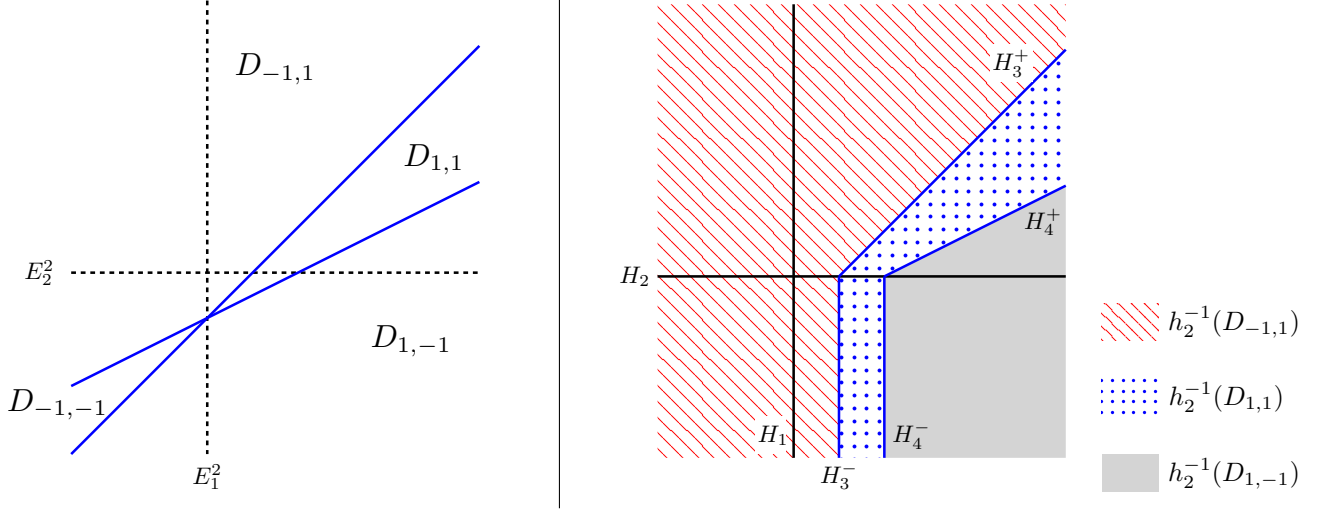 D_{-1,1}
D_{1,1}
E_2^2
D_{1,-1}
D_{-1,-1}
E_1^2
H_3^+
H_4^+
H_2
H_1
H_4^-
H_3^-
h_2^{-1}(D_{-1,1})
h_2^{-1}(D_{1,1})
h_2^{-1}(D_{1,-1})